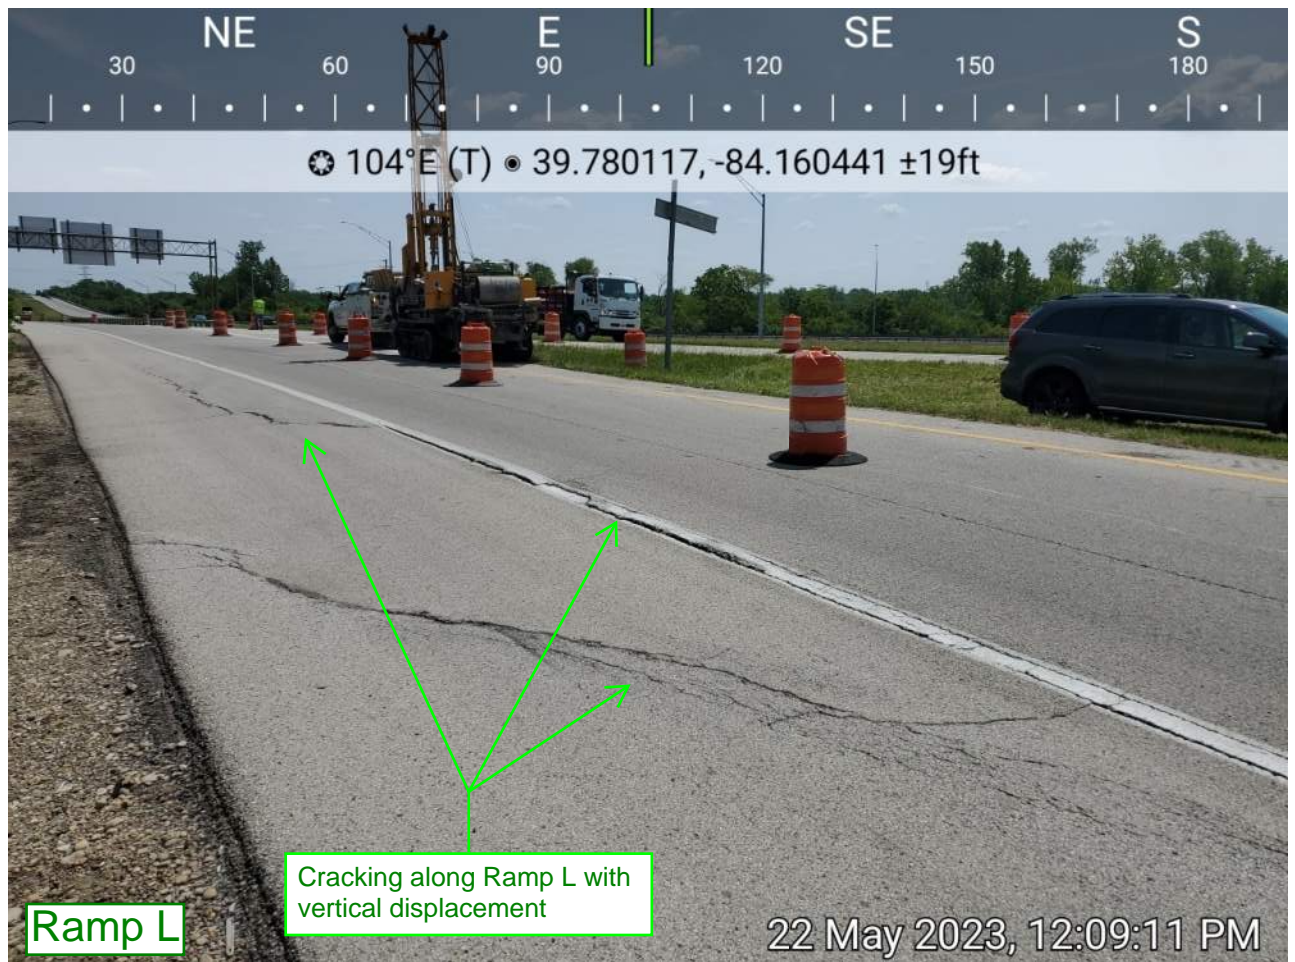 NE E SE S
30 60 90 120 150 180
104°E (T) 39.780117, -84.160441 ±19ft
Cracking along Ramp L with
vertical displacement
Ramp L
22 May 2023, 12:09:11 PM